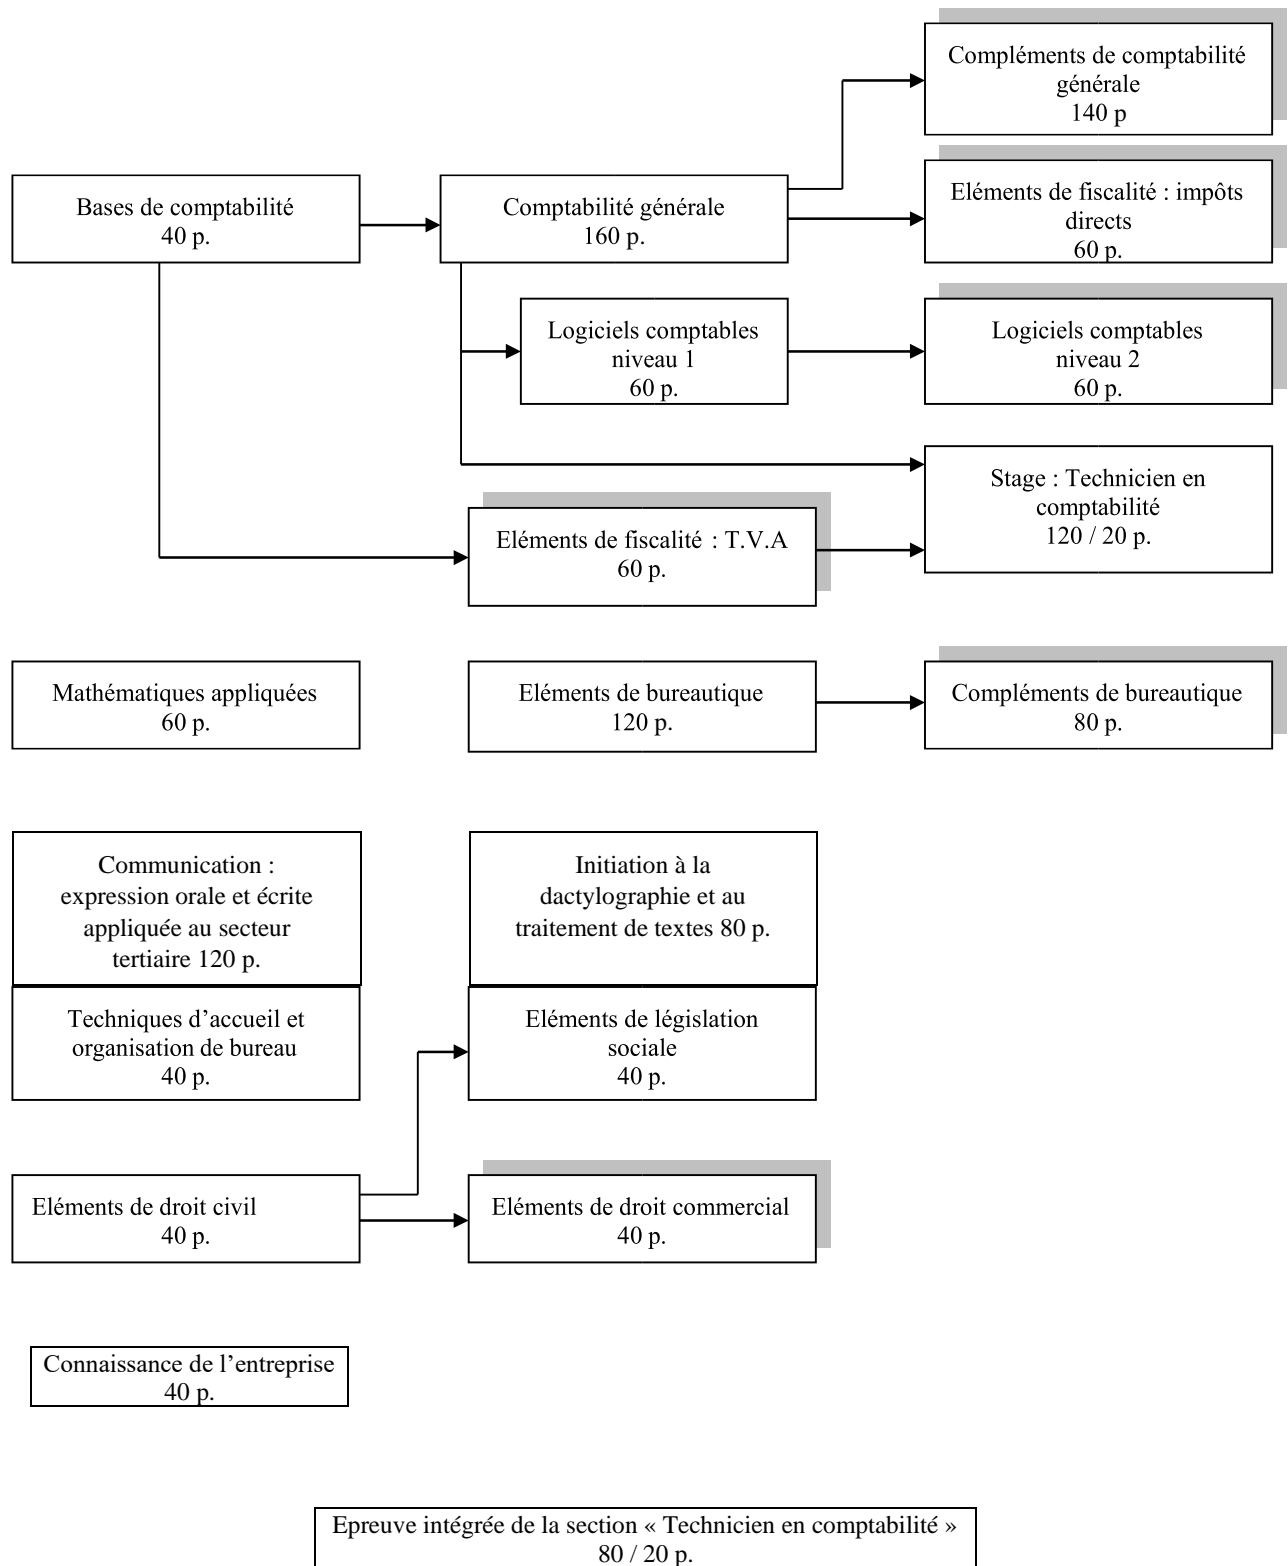 Compléments de comptabilité
générale
140 p
Bases de comptabilité
40 p.
Comptabilité générale
160 p.
Eléments de fiscalité : impôts
directs
60 p.
Logiciels comptables
niveau 1
60 p.
Logiciels comptables
niveau 2
60 p.
Stage : Technicien en
comptabilité
120 / 20 p.
Eléments de fiscalité : T.V.A
60 p.
Mathématiques appliquées
60 p.
Eléments de bureautique
120 p.
Compléments de bureautique
80 p.
Communication :
expression orale et écrite
appliquée au secteur
tertiaire 120 p.
Initiation à la
dactylographie et au
traitement de textes 80 p.
Techniques d’accueil et
organisation de bureau
40 p.
Eléments de législation
sociale
40 p.
Eléments de droit civil
40 p.
Eléments de droit commercial
40 p.
Connaissance de l’entreprise
40 p.
Epreuve intégrée de la section « Technicien en comptabilité »
80 / 20 p.